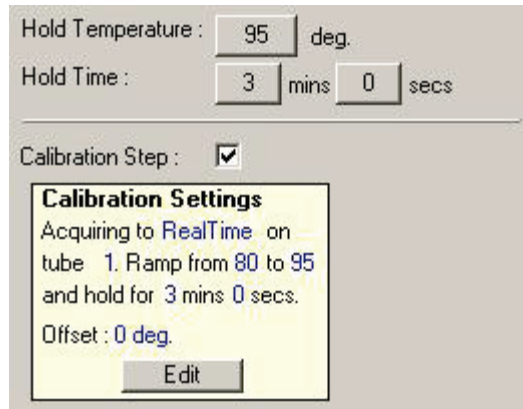 Hold Temperature : 95 deg.
Hold Time : 3 mins 0 secs
Calibration Step :
Calibration Settings
Acquiring to RealTime on
tube 1. Ramp from 80 to 95
and hold for 3 mins 0 secs.
Offset : 0 deg.
Edit